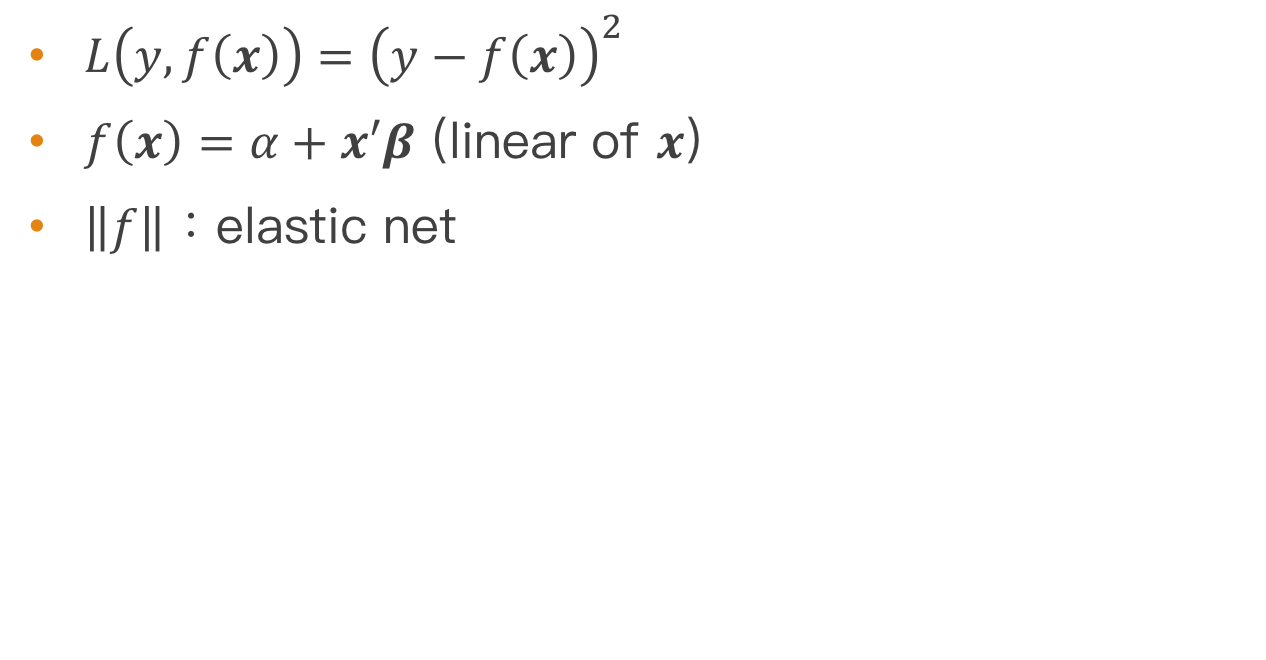 • L(y, f(𝒙)) = (y − f(𝒙))²
• f(𝒙) = α + 𝒙′𝜷 (linear of 𝒙)
• ‖f‖ : elastic net